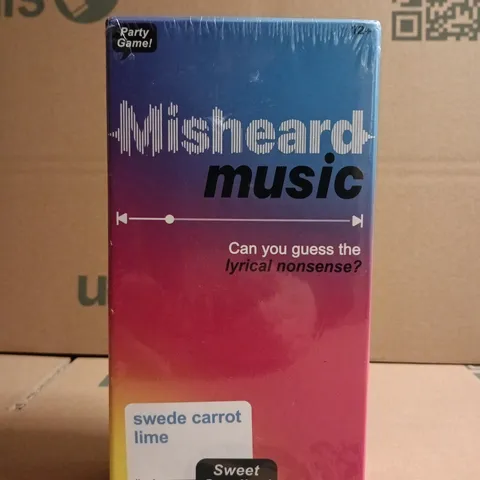 Party
Game!
12+
Misheard
music
Can you guess the
lyrical nonsense?
swede carrot
lime
Sweet